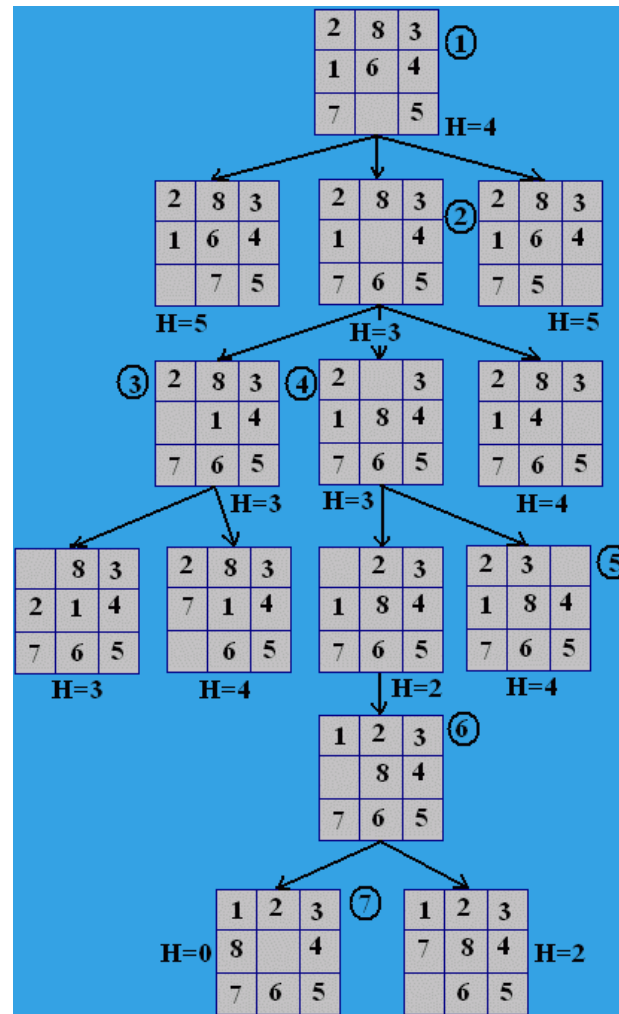 2 8 3 ①
1 6 4
7 5
H=4
2 8 3 2 8 3 2 8 3
1 6 4 1 4 ② 1 6 4
7 5 7 6 5 7 5
H=5 H=3 H=5
③ 2 8 3 ④ 2 3 2 8 3
1 4 1 8 4 1 4
7 6 5 7 6 5 7 6 5
H=3 H=3 H=4
8 3 2 8 3 2 3 2 3 ⑤
2 1 4 7 1 4 1 8 4 1 8 4
7 6 5 6 5 7 6 5 7 6 5
H=3 H=4 H=2 H=4
1 2 3 ⑥
8 4
7 6 5
1 2 3 ⑦ 1 2 3
H=0 8 4 7 8 4 H=2
7 6 5 6 5